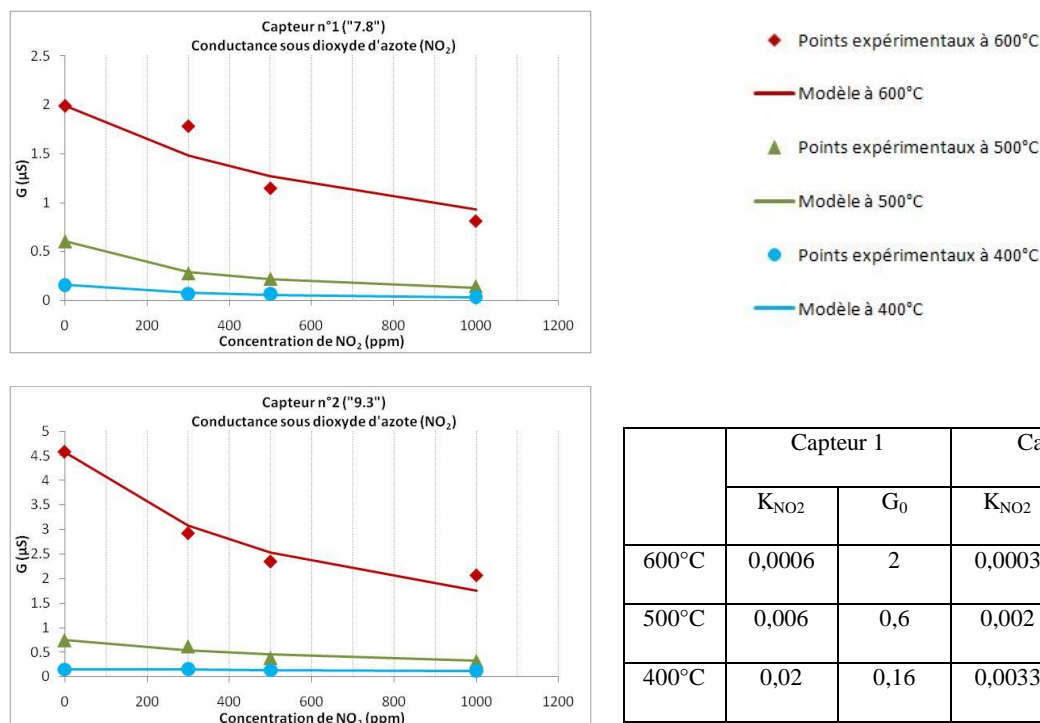 Capteur n°1 ("7.8")
Conductance sous dioxyde d'azote (NO₂)
2.5
2
1.5
1
0.5
0
G (µS)
0 200 400 600 800 1000 1200
Concentration de NO₂ (ppm)
Points expérimentaux à 600°C
Modèle à 600°C
Points expérimentaux à 500°C
Modèle à 500°C
Points expérimentaux à 400°C
Modèle à 400°C
Capteur n°2 ("9.3")
Conductance sous dioxyde d'azote (NO₂)
5
4.5
4
3.5
3
2.5
2
1.5
1
0.5
0
G (µS)
0 200 400 600 800 1000 1200
Concentration de NO₂ (ppm)
Capteur 1 Ca
K_NO2 G₀ K_NO2
600°C 0,0006 2 0,0003
500°C 0,006 0,6 0,002
400°C 0,02 0,16 0,0033